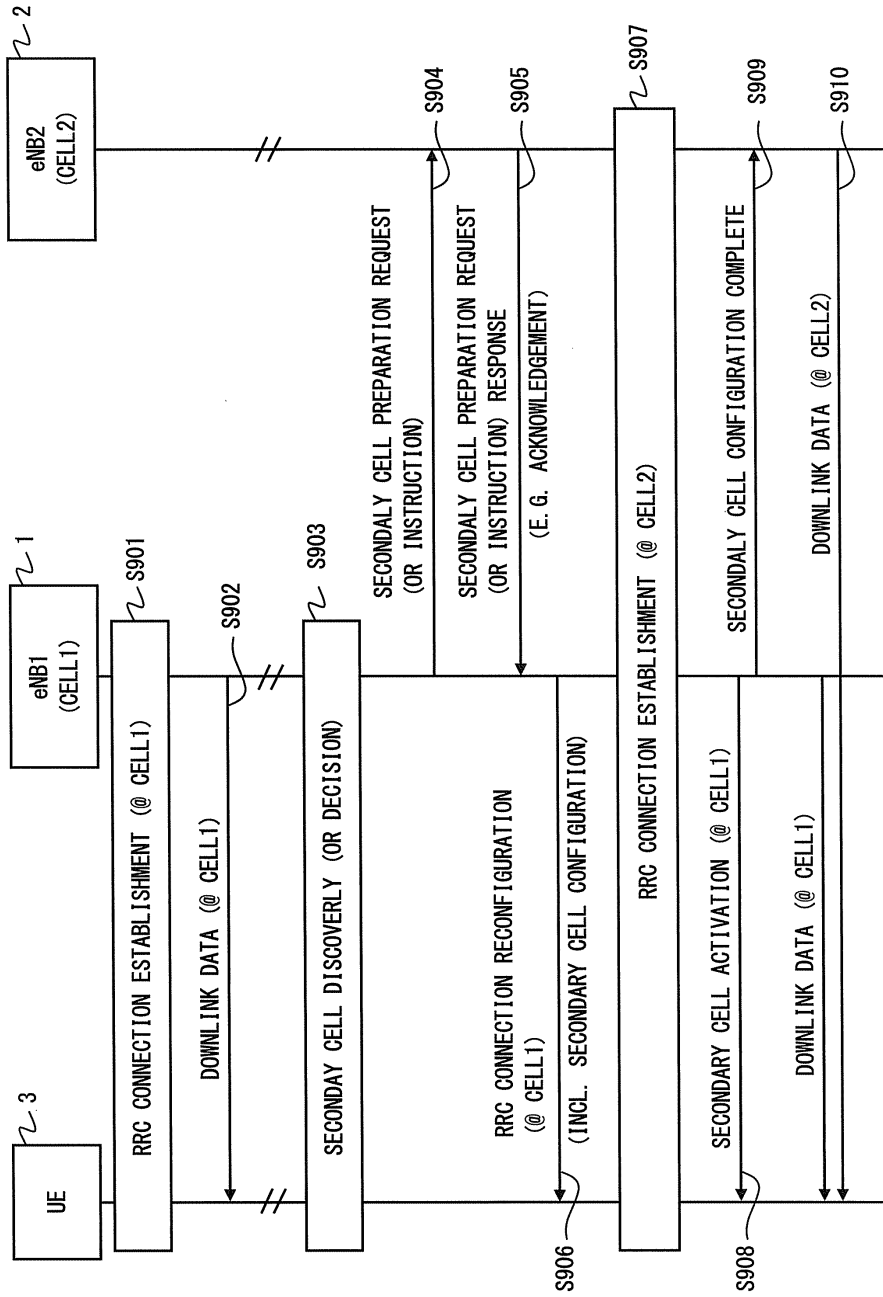 3
UE
1
eNB1
(CELL1)
2
eNB2
(CELL2)
RRC CONNECTION ESTABLISHMENT (@ CELL1)
S901
DOWNLINK DATA (@ CELL1)
S902
SECONDAY CELL DISCOVERLY (OR DECISION)
S903
SECONDALY CELL PREPARATION REQUEST
(OR INSTRUCTION)
S904
SECONDALY CELL PREPARATION REQUEST
(OR INSTRUCTION) RESPONSE
(E. G. ACKNOWLEDGEMENT)
S905
RRC CONNECTION RECONFIGURATION
(@ CELL1)
(INCL. SECONDARY CELL CONFIGURATION)
S906
RRC CONNECTION ESTABLISHMENT (@ CELL2)
S907
SECONDARY CELL ACTIVATION (@ CELL1)
S908
SECONDALY CELL CONFIGURATION COMPLETE
S909
DOWNLINK DATA (@ CELL1)
DOWNLINK DATA (@ CELL2)
S910